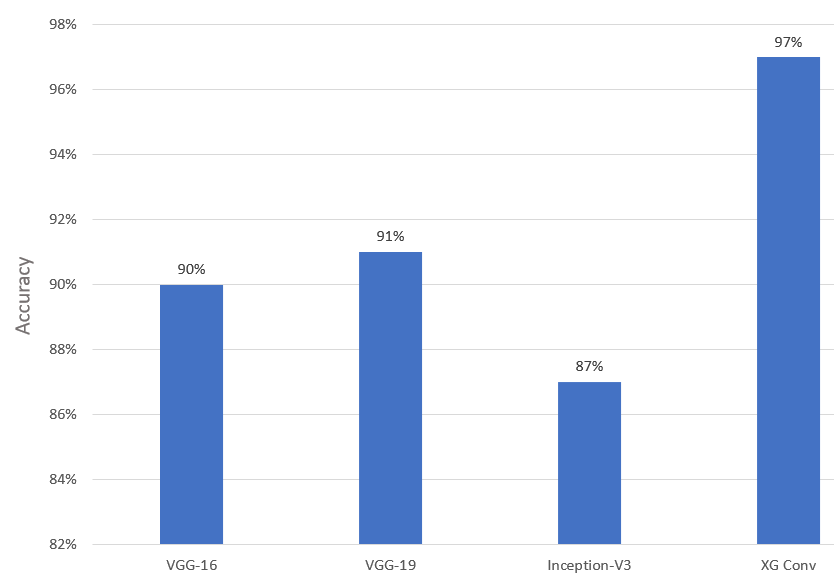 98%
97%
96%
94%
92%
91%
90%
90%
88%
87%
86%
84%
82%
Accuracy
VGG-16
VGG-19
Inception-V3
XG Conv